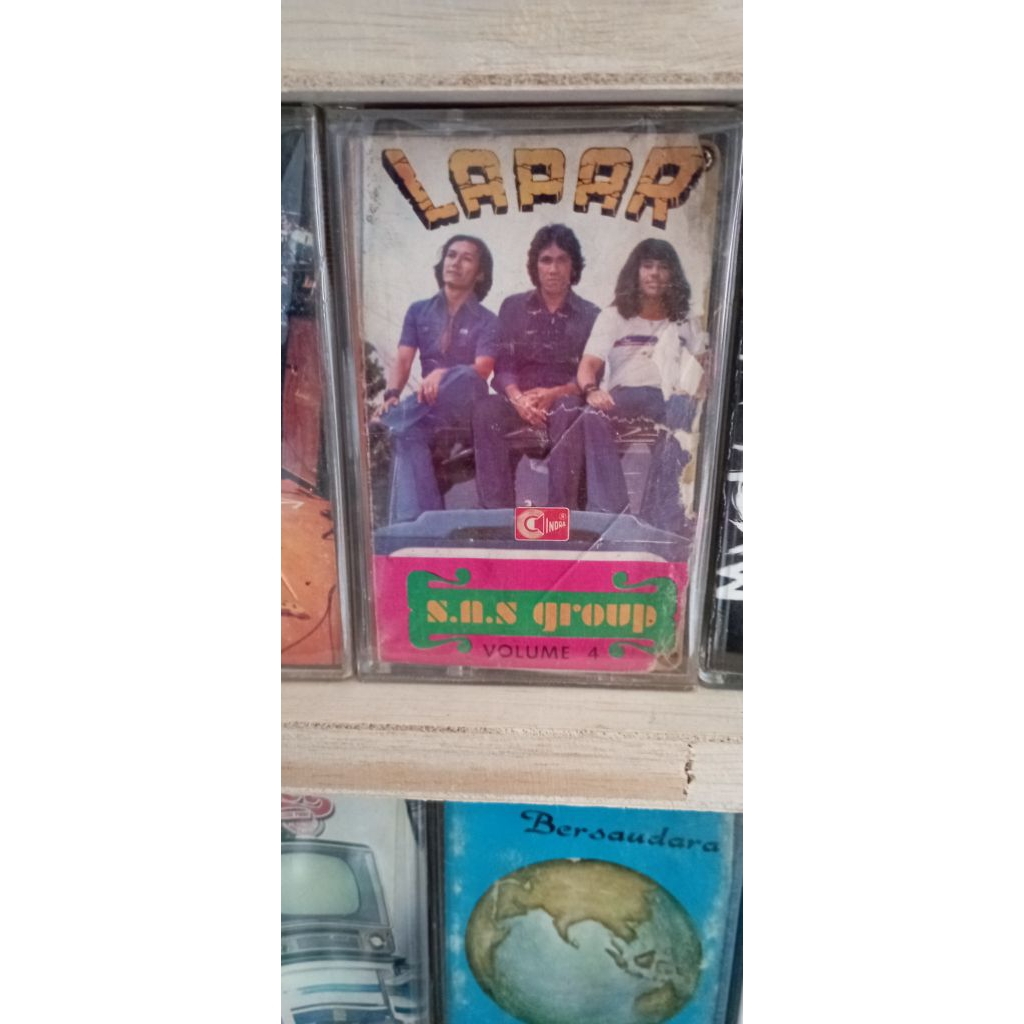 LAPAR
INDRA
s.a.s group
VOLUME 4
Bersaudara